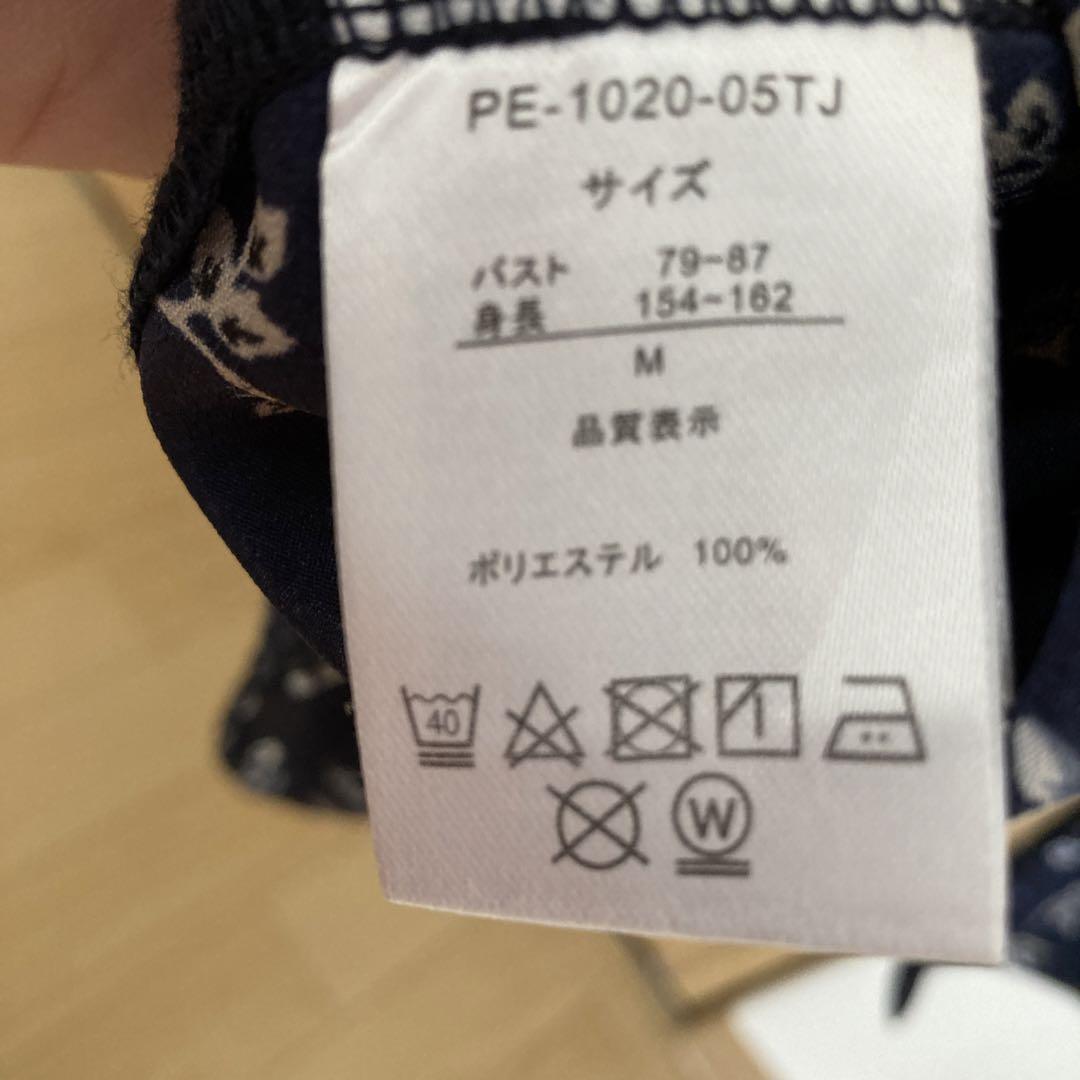 PE-1020-05TJ
サイズ
バスト 79-87
身長 154-162
M
品質表示
ポリエステル 100%
40
W